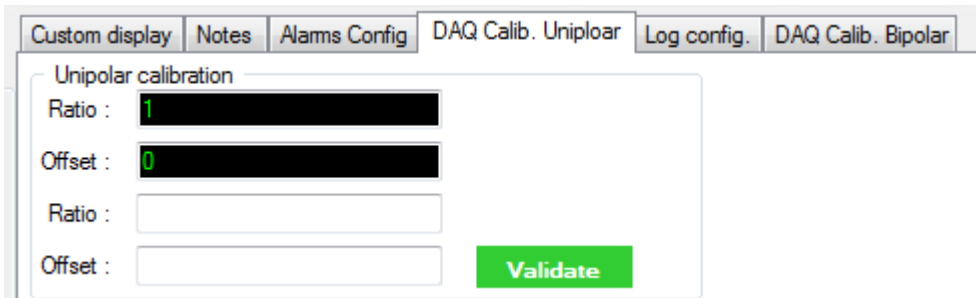 Custom display Notes Alarms Config DAQ Calib. Uniploar Log config. DAQ Calib. Bipolar
Unipolar calibration
Ratio : 1
Offset : 0
Ratio :
Offset :
Validate